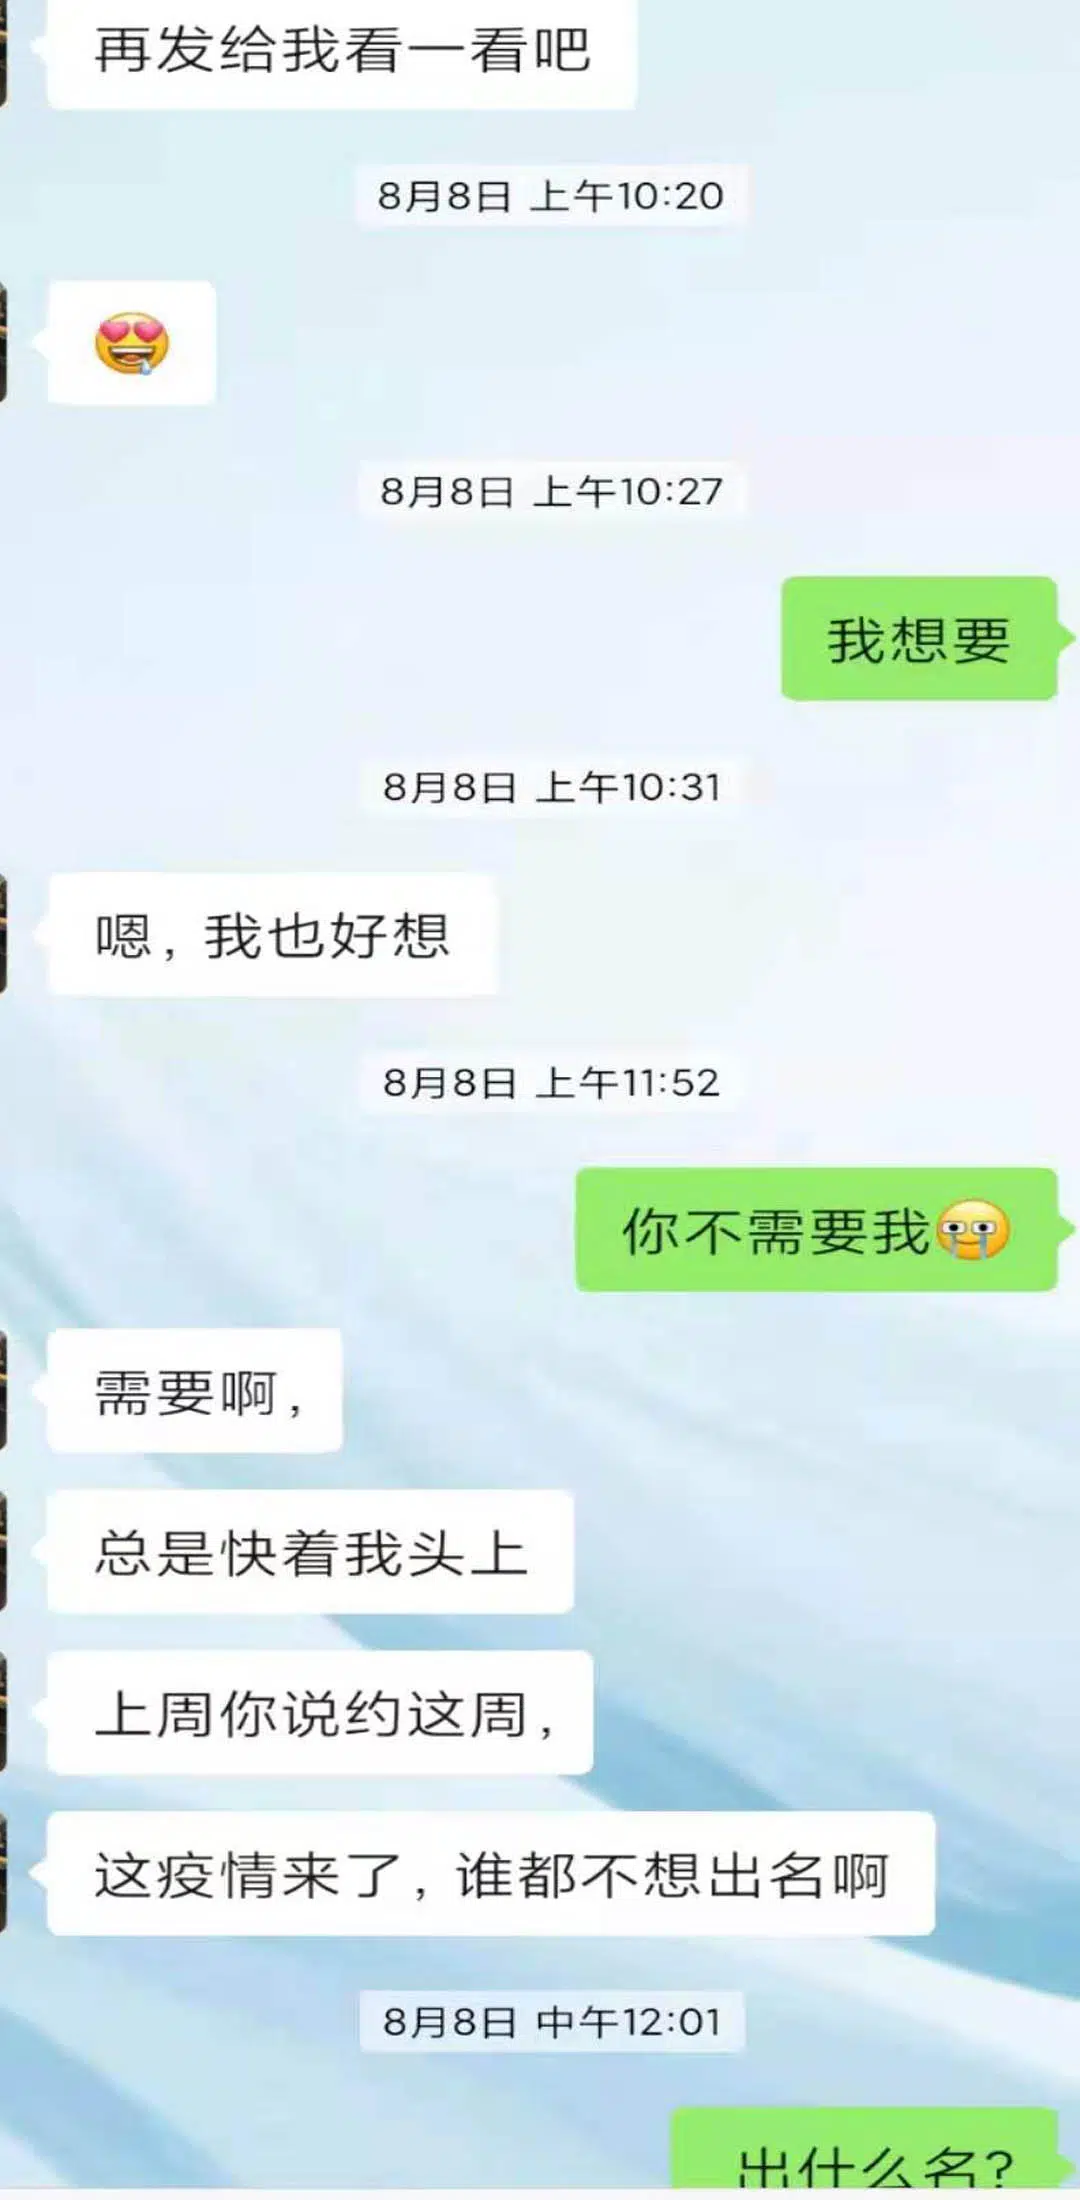 再发给我看一看吧
8月8日 上午10:20
8月8日 上午10:27
我想要
8月8日 上午10:31
嗯，我也好想
8月8日 上午11:52
你不需要我
需要啊，
总是快着我头上
上周你说约这周，
这疫情来了，谁都不想出名啊
8月8日 中午12:01
出什么名？